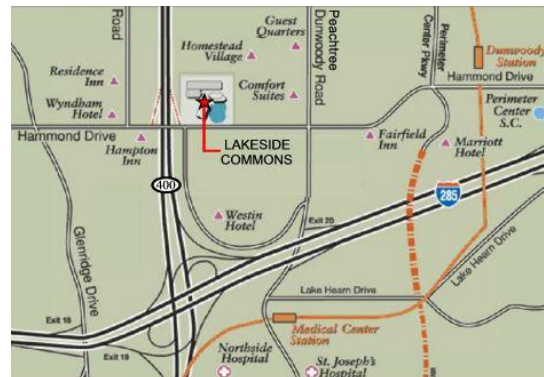 Road
Guest
Quarters
Peachtree
Dunwoody Road
Perimeter
Center Pkwy
Dunwoody
Station
Homestead
Village
Residence
Inn
Comfort
Suites
Hammond Drive
Wyndham
Hotel
Perimeter
Center
S.C.
Hammond Drive
Hampton
Inn
LAKESIDE
COMMONS
Fairfield
Inn
Marriott
Hotel
400
285
Westin
Hotel
Exit 20
Glenridge Drive
Lake Hearn Drive
Lake Hearn Drive
Exit 18
Medical Center
Station
Exit 19
Northside
Hospital
St. Joseph's
Hospital